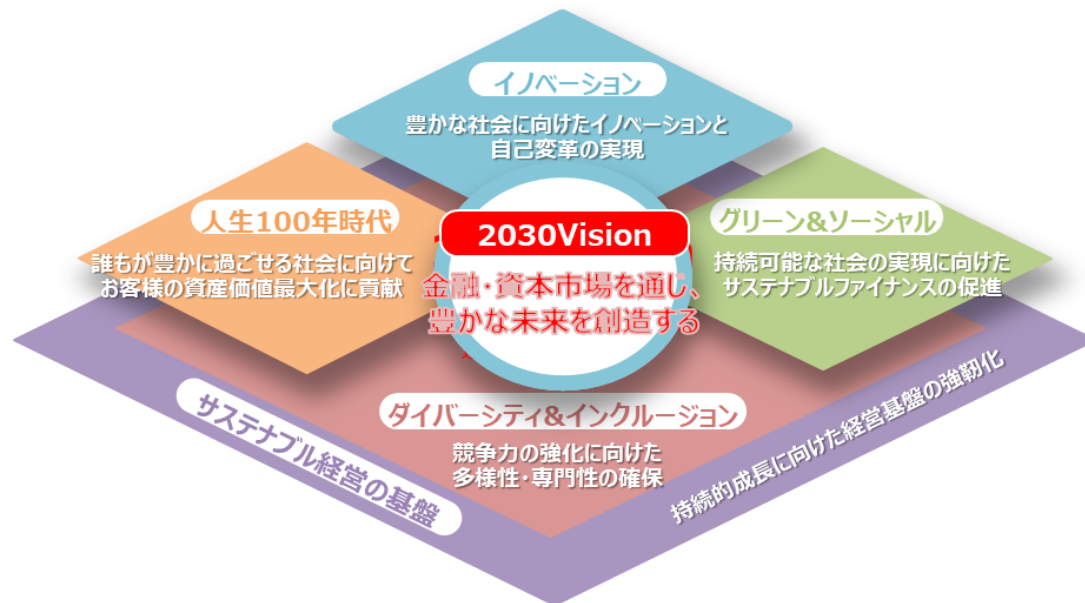 イノベーション
豊かな社会に向けたイノベーションと
自己変革の実現
人生100年時代
誰もが豊かに過ごせる社会に向けて
お客様の資産価値最大化に貢献
2030Vision
金融・資本市場を通じ、
豊かな未来を創造する
グリーン&ソーシャル
持続可能な社会の実現に向けた
サステナブルファイナンスの促進
ダイバーシティ&インクルージョン
競争力の強化に向けた
多様性・専門性の確保
サステナブル経営の基盤
持続的成長に向けた経営基盤の強靭化